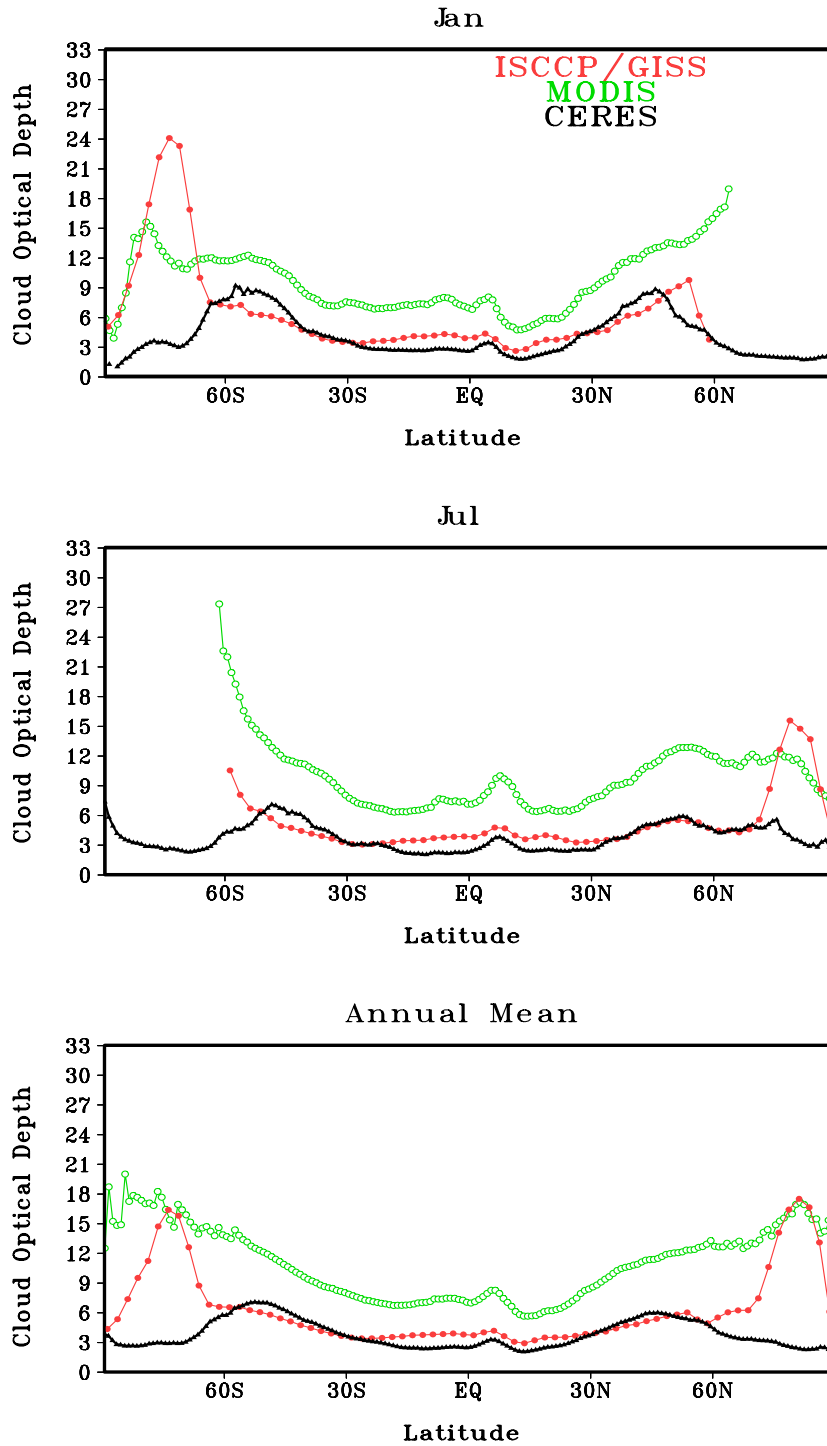 Jan
Cloud Optical Depth
33
30
27
24
21
18
15
12
9
6
3
0
ISCCP/GISS
MODIS
CERES
60S 30S EQ 30N 60N
Latitude
Jul
Cloud Optical Depth
33
30
27
24
21
18
15
12
9
6
3
0
60S 30S EQ 30N 60N
Latitude
Annual Mean
Cloud Optical Depth
33
30
27
24
21
18
15
12
9
6
3
0
60S 30S EQ 30N 60N
Latitude